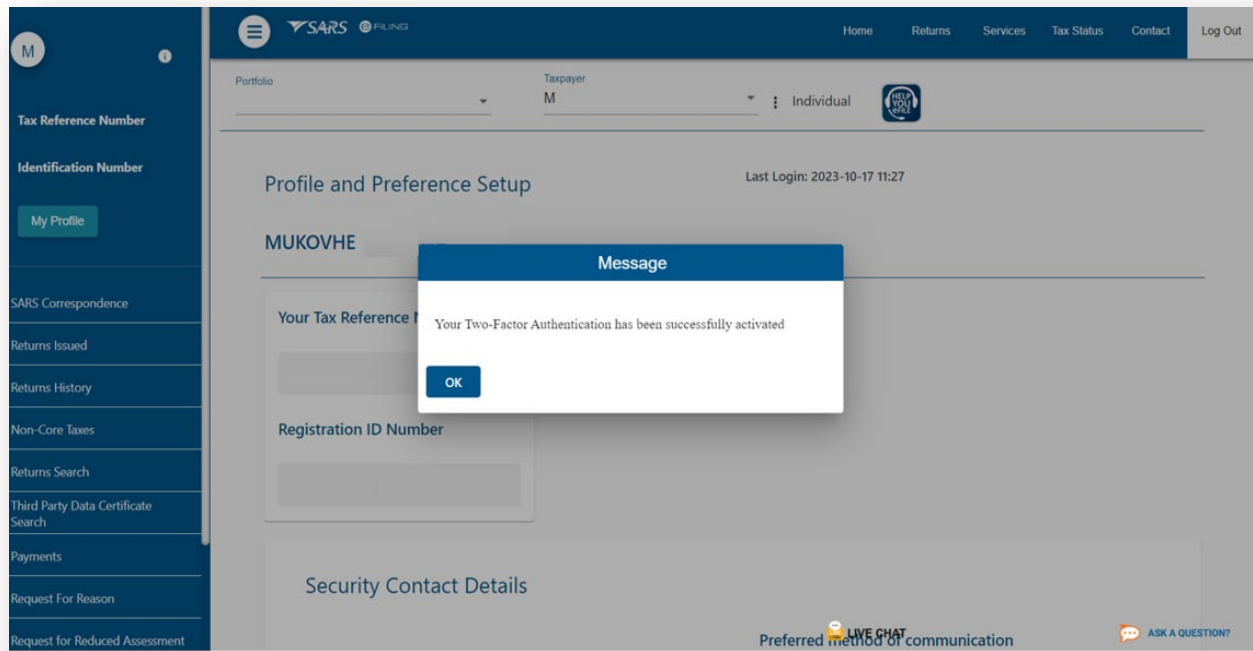 SARS eFILING
Home Returns Services Tax Status Contact Log Out
M
Portfolio
Taxpayer
M
Individual
HELP YOU eFILE
Tax Reference Number
Identification Number
My Profile
SARS Correspondence
Returns Issued
Returns History
Non-Core Taxes
Returns Search
Third Party Data Certificate
Search
Payments
Request For Reason
Request for Reduced Assessment
Profile and Preference Setup
Last Login: 2023-10-17 11:27
MUKOVHE
Message
Your Two-Factor Authentication has been successfully activated
OK
Your Tax Reference
Registration ID Number
Security Contact Details
Preferred method of communication
LIVE CHAT
ASK A QUESTION?